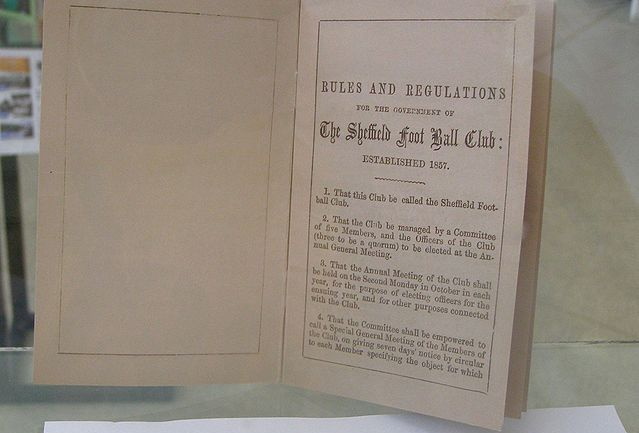 RULES AND REGULATIONS
FOR THE GOVERNMENT OF
The Sheffield Foot Ball Club:
ESTABLISHED 1857.
1. That this Club be called the Sheffield Foot-
ball Club.
2. That the Club be managed by a Committee
of five Members, and the Officers of the Club
(three to be a quorum) to be elected at the An-
nual General Meeting.
3. That the Annual Meeting of the Club shall
be held on the Second Monday in October in each
year, for the purpose of electing officers for the
ensuing year, and for other purposes connected
with the Club.
4. That the Committee shall be empowered to
call a Special General Meeting of the Members of
the Club, on giving seven days' notice by circular
to each Member specifying the object for which